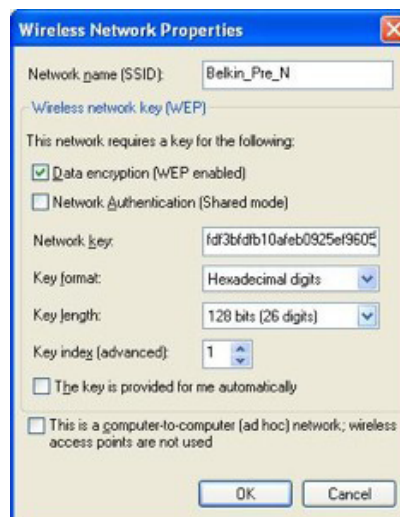 Wireless Network Properties
Network name (SSID): Belkin_Pre_N
Wireless network key (WEP)
This network requires a key for the following:
Data encryption (WEP enabled)
Network Authentication (Shared mode)
Network key: fdf3bfdfb10afeb0925ef9605
Key format: Hexadecimal digits
Key length: 128 bits (26 digits)
Key index (advanced): 1
The key is provided for me automatically
This is a computer-to-computer (ad hoc) network; wireless
access points are not used
OK Cancel